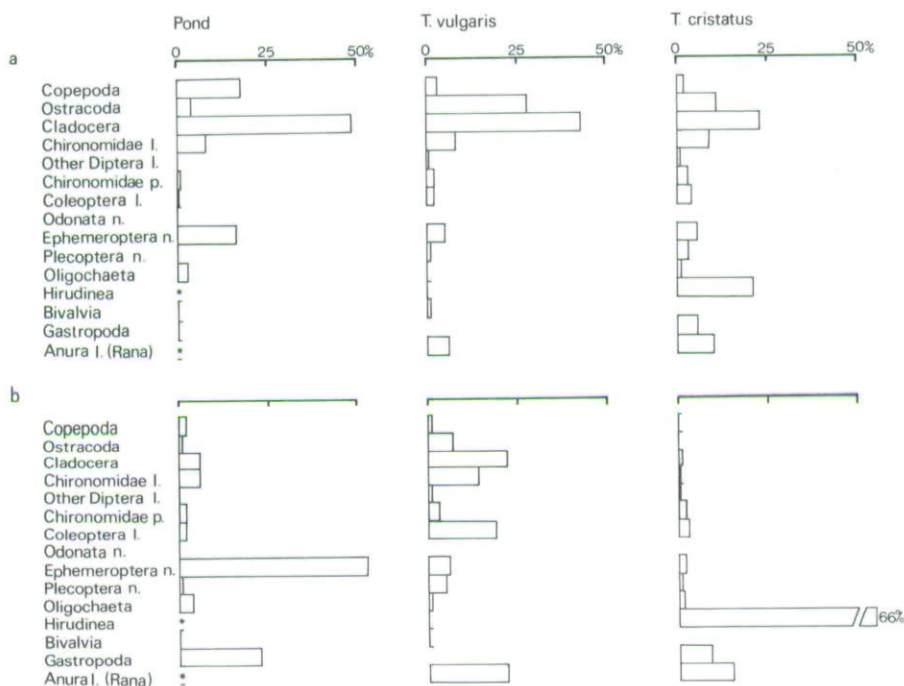 Pond T. vulgaris T. cristatus
0 25 50% 0 25 50% 0 25 50%
a
Copepoda
Ostracoda
Cladocera
Chironomidae l.
Other Diptera l.
Chironomidae p.
Coleoptera l.
Odonata n.
Ephemeroptera n.
Plecoptera n.
Oligochaeta
Hirudinea
Bivalvia
Gastropoda
Anura l. (Rana)
b
Copepoda
Ostracoda
Cladocera
Chironomidae l.
Other Diptera l.
Chironomidae p.
Coleoptera l.
Odonata n.
Ephemeroptera n.
Plecoptera n.
Oligochaeta
Hirudinea 66%
Bivalvia
Gastropoda
Anura l. (Rana)